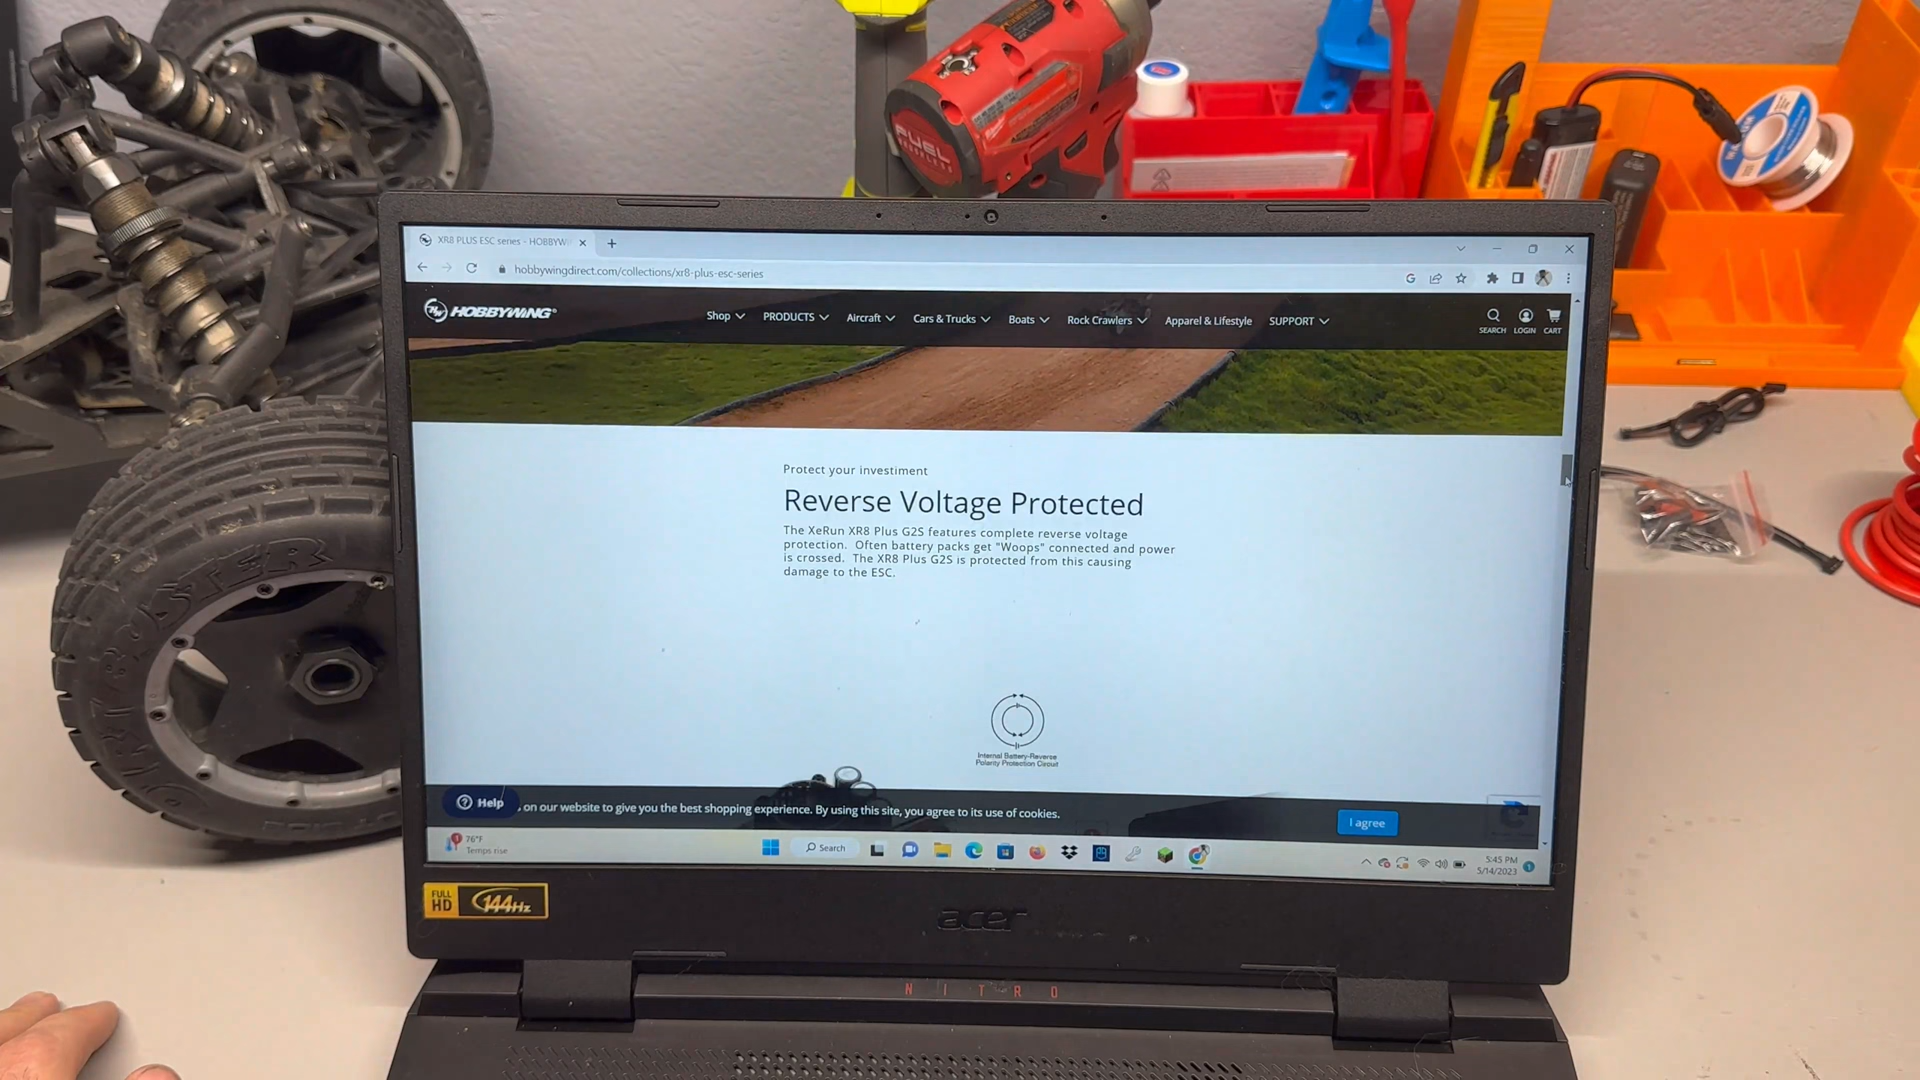 FUEL
XR8 PLUS ESC series - HOBBYW
hobbywingdirect.com/collections/xr8-plus-esc-series
HOBBYWING
Shop
PRODUCTS
Aircraft
Cars & Trucks
Boats
Rock Crawlers
Apparel & Lifestyle
SUPPORT
SEARCH
LOGIN
CART
Protect your investiment
Reverse Voltage Protected
The XeRun XR8 Plus G2S features complete reverse voltage
protection. Often battery packs get "Woops" connected and power
is crossed. The XR8 Plus G2S is protected from this causing
damage to the ESC.
Internal Battery-Reverse
Polarity Protection Circuit
Help
on our website to give you the best shopping experience. By using this site, you agree to its use of cookies.
I agree
76°F
Temps rise
Search
5:45 PM
5/14/2023
FULL
HD
144Hz
acer
NITRO